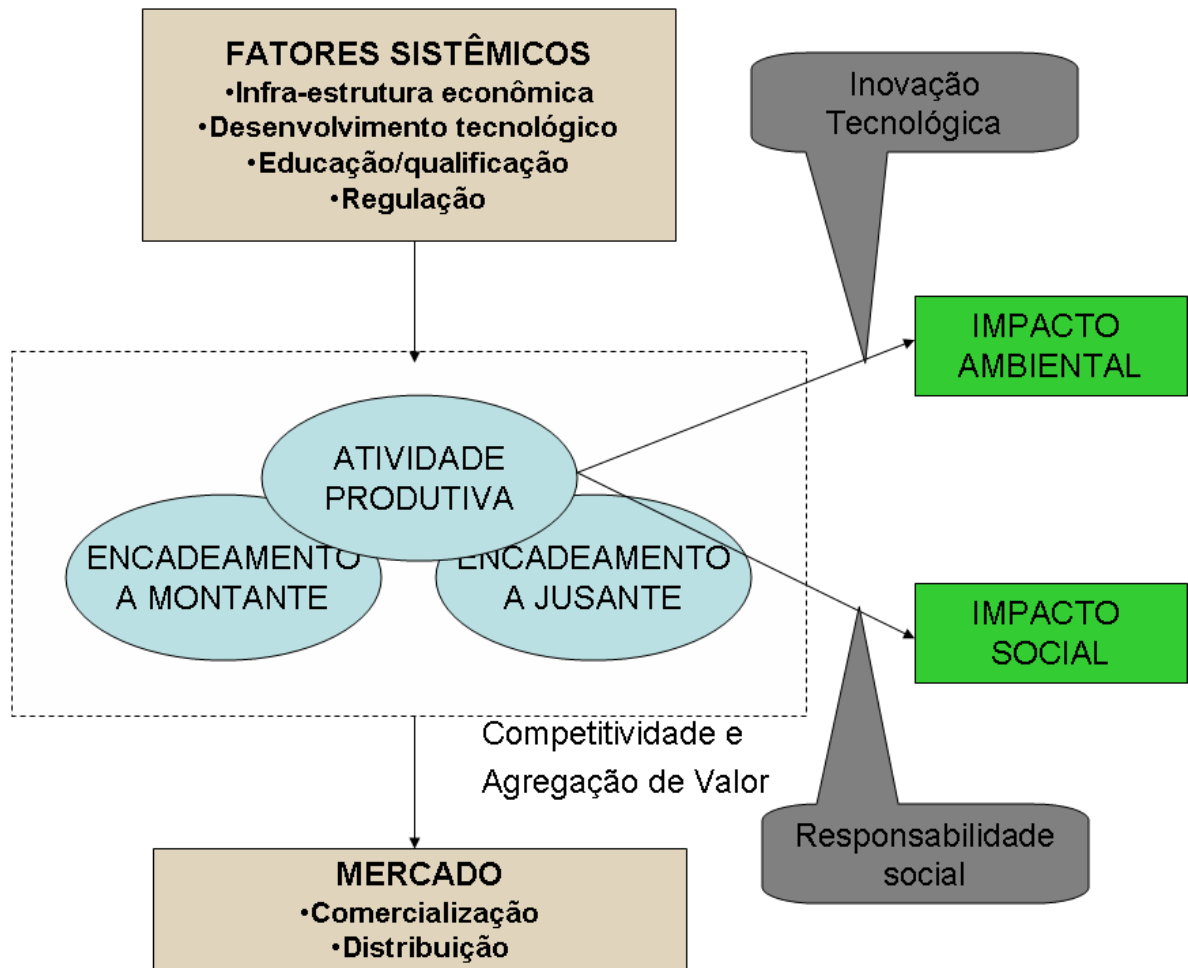 FATORES SISTÊMICOS
•Infra-estrutura econômica
•Desenvolvimento tecnológico
•Educação/qualificação
•Regulação
Inovação
Tecnológica
IMPACTO
AMBIENTAL
ATIVIDADE
PRODUTIVA
ENCADEAMENTO
A MONTANTE
ENCADEAMENTO
A JUSANTE
IMPACTO
SOCIAL
Competitividade e
Agregação de Valor
Responsabilidade
social
MERCADO
•Comercialização
•Distribuição